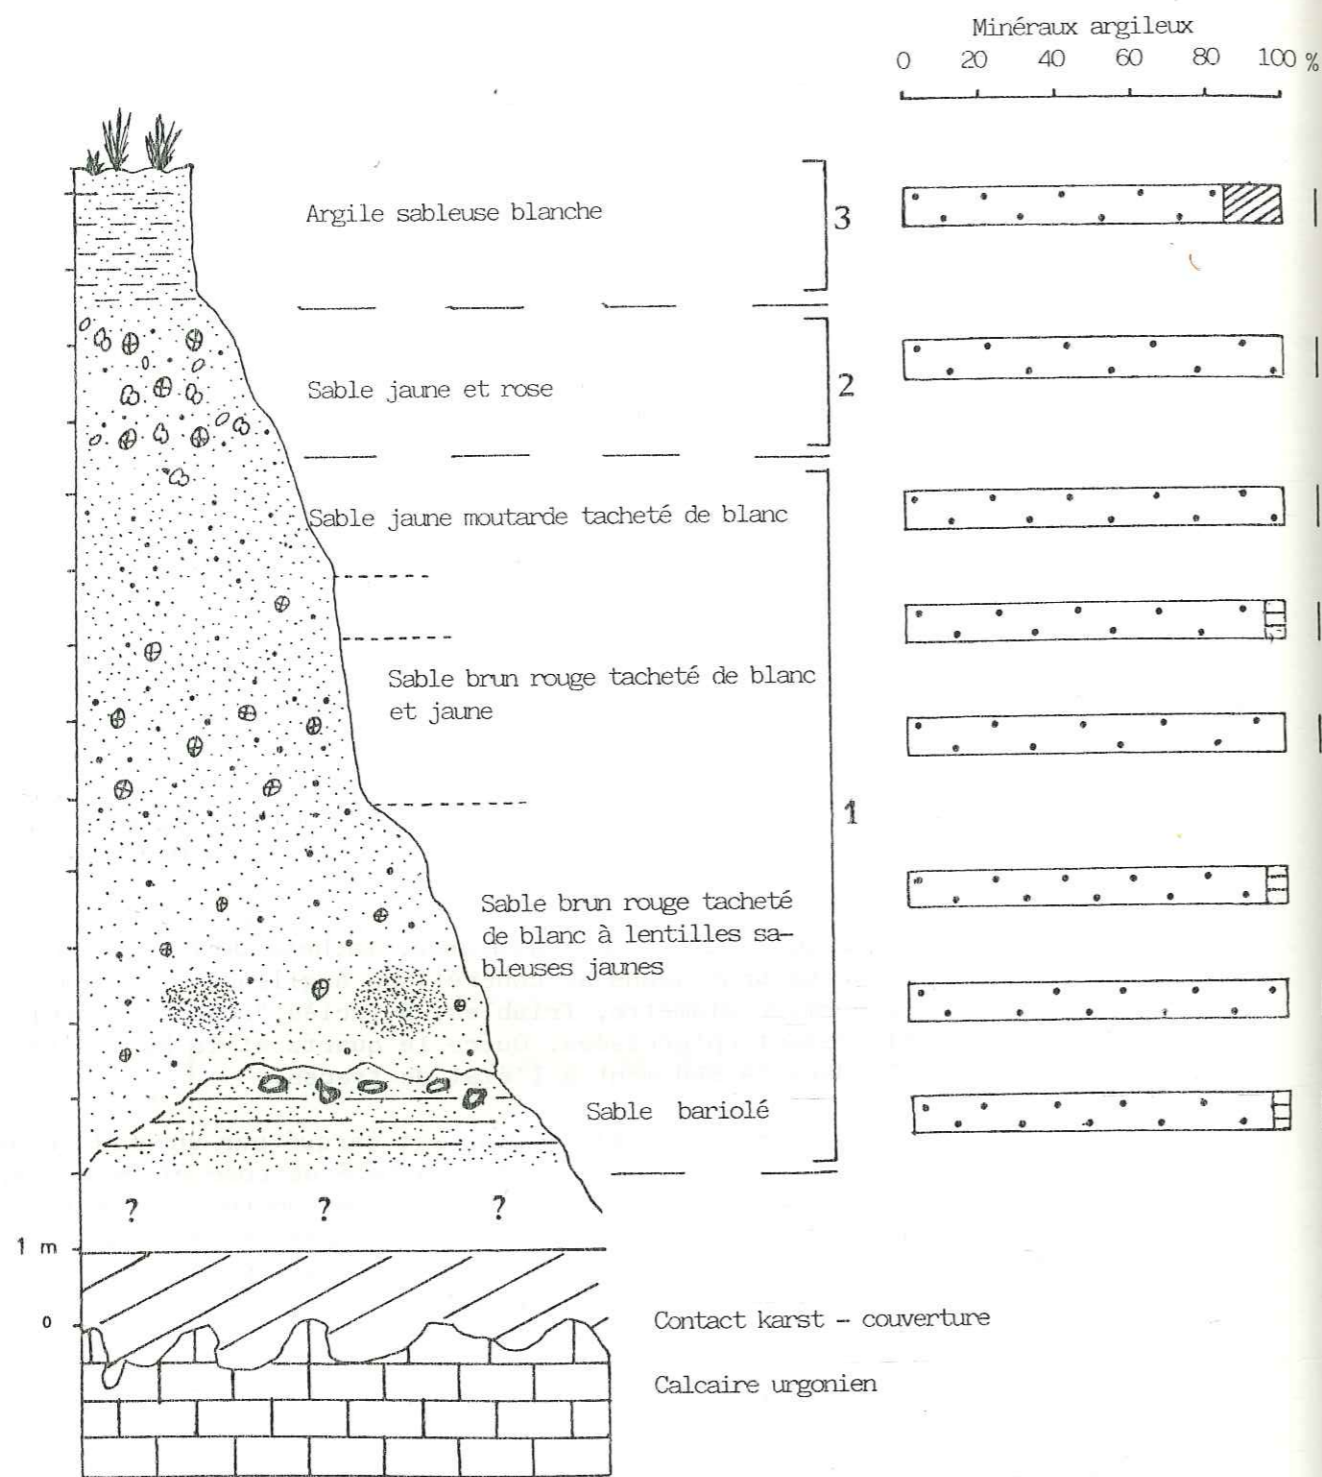 Minéraux argileux
0 20 40 60 80 100 %
Argile sableuse blanche
3
Sable jaune et rose
2
Sable jaune moutarde tacheté de blanc
Sable brun rouge tacheté de blanc
et jaune
1
Sable brun rouge tacheté
de blanc à lentilles sa-
bleuses jaunes
Sable bariolé
? ? ?
1 m
0
Contact karst - couverture
Calcaire urgonien